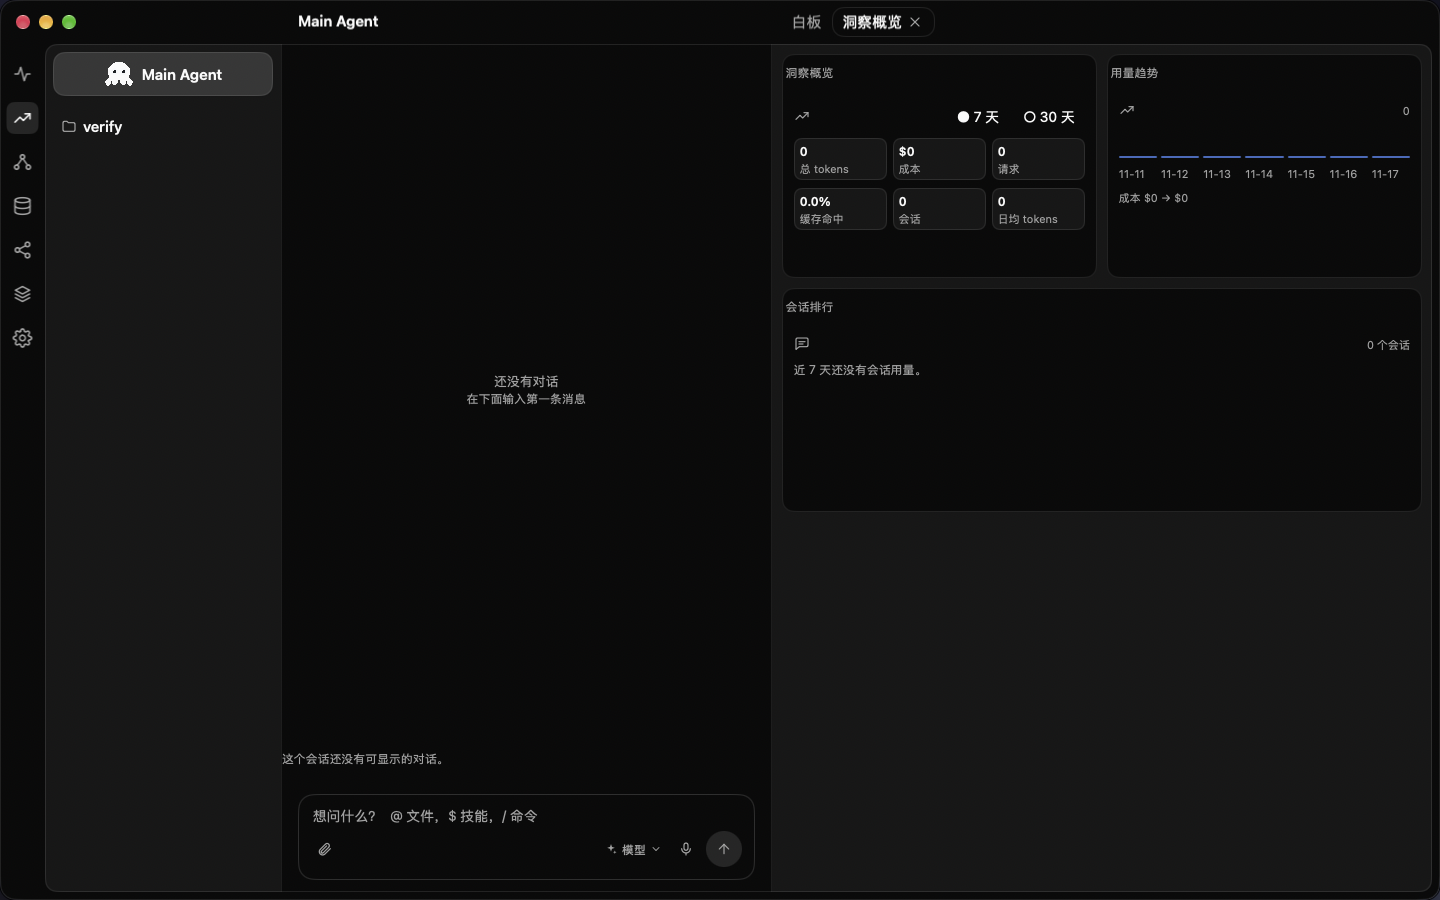 Main Agent
白板
洞察概览
Main Agent
verify
还没有对话
在下面输入第一条消息
这个会话还没有可显示的对话。
想问什么？ @ 文件，$ 技能，/ 命令
模型
洞察概览
7 天
30 天
0
总 tokens
$0
成本
0
请求
0.0%
缓存命中
0
会话
0
日均 tokens
用量趋势
0
11-11 11-12 11-13 11-14 11-15 11-16 11-17
成本 $0 → $0
会话排行
0 个会话
近 7 天还没有会话用量。